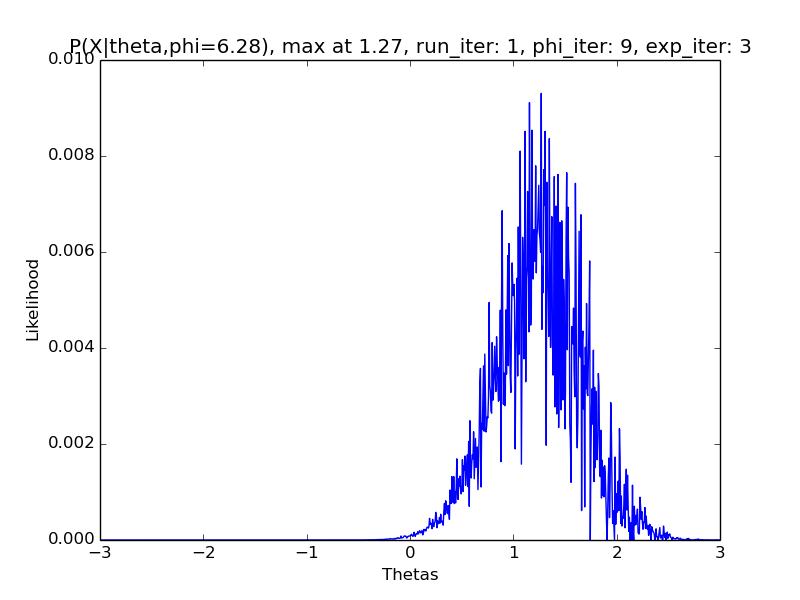 P(X|theta,phi=6.28), max at 1.27, run_iter: 1, phi_iter: 9, exp_iter: 3
0.010
0.008
0.006
0.004
0.002
0.000
Likelihood
−3 −2 −1 0 1 2 3
Thetas